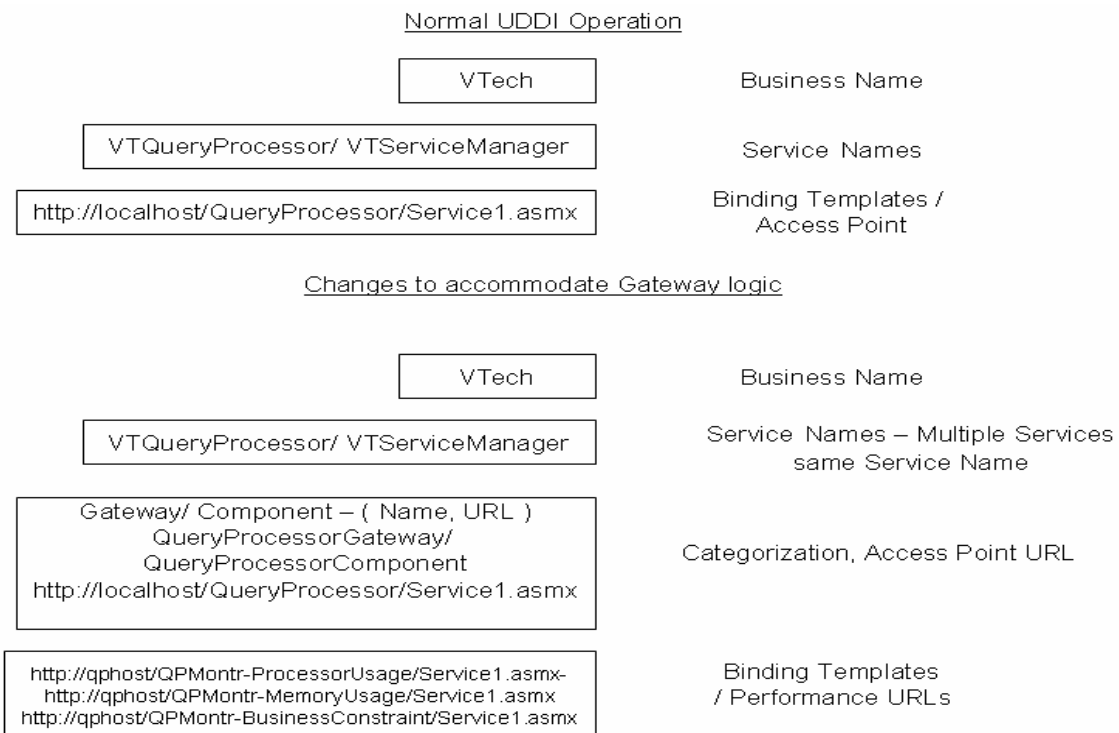 Normal UDDI Operation
VTech
Business Name
VTQueryProcessor/ VTServiceManager
Service Names
http://localhost/QueryProcessor/Service1.asmx
Binding Templates /
Access Point
Changes to accommodate Gateway logic
VTech
Business Name
VTQueryProcessor/ VTServiceManager
Service Names – Multiple Services
same Service Name
Gateway/ Component – ( Name, URL )
QueryProcessorGateway/
QueryProcessorComponent
http://localhost/QueryProcessor/Service1.asmx
Categorization, Access Point URL
http://qphost/QPMontr-ProcessorUsage/Service1.asmx-
http://qphost/QPMontr-MemoryUsage/Service1.asmx
http://qphost/QPMontr-BusinessConstraint/Service1.asmx
Binding Templates
/ Performance URLs